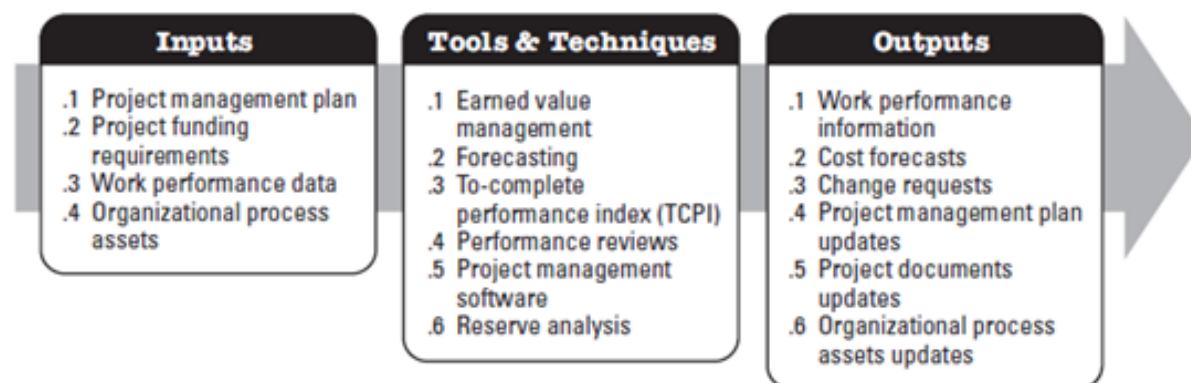 Inputs
.1 Project management plan
.2 Project funding
requirements
.3 Work performance data
.4 Organizational process
assets
Tools & Techniques
.1 Earned value
management
.2 Forecasting
.3 To-complete
performance index (TCPI)
.4 Performance reviews
.5 Project management
software
.6 Reserve analysis
Outputs
.1 Work performance
information
.2 Cost forecasts
.3 Change requests
.4 Project management plan
updates
.5 Project documents
updates
.6 Organizational process
assets updates